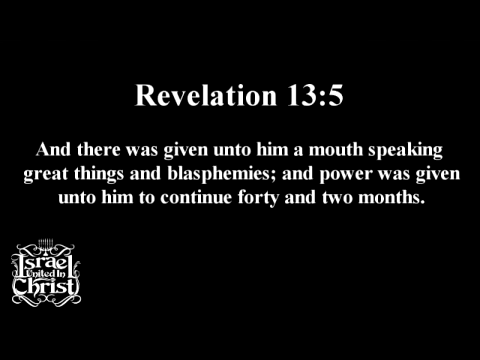 Revelation 13:5
And there was given unto him a mouth speaking
great things and blasphemies; and power was given
unto him to continue forty and two months.
Israel
United In
Christ